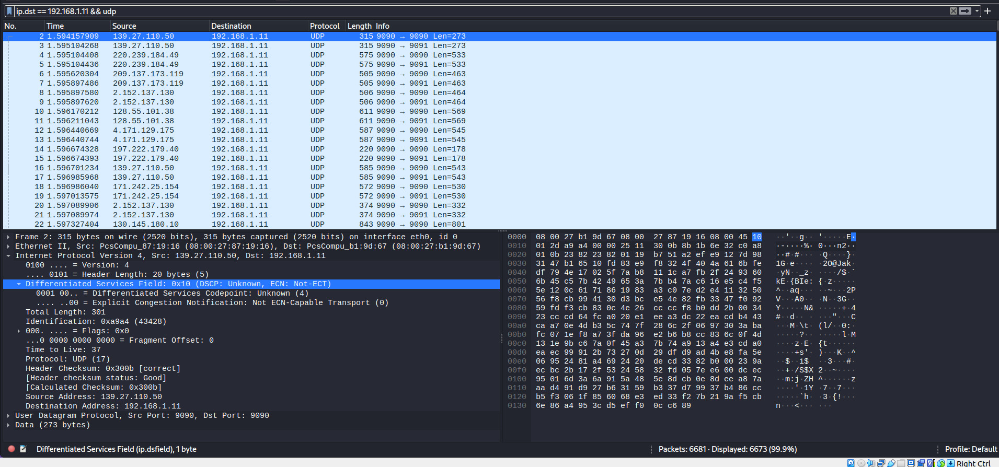 ip.dst == 192.168.1.11 && udp
No. Time Source Destination Protocol Length Info
2 1.594157909 139.27.110.50 192.168.1.11 UDP 315 9090 → 9090 Len=273
3 1.595104268 139.27.110.50 192.168.1.11 UDP 315 9090 → 9091 Len=273
4 1.595104408 220.239.184.49 192.168.1.11 UDP 575 9090 → 9090 Len=533
5 1.595104436 220.239.184.49 192.168.1.11 UDP 575 9090 → 9091 Len=533
6 1.595620304 209.137.173.119 192.168.1.11 UDP 505 9090 → 9090 Len=463
7 1.595897486 209.137.173.119 192.168.1.11 UDP 505 9090 → 9091 Len=463
8 1.595897580 2.152.137.130 192.168.1.11 UDP 506 9090 → 9090 Len=464
9 1.595897620 2.152.137.130 192.168.1.11 UDP 506 9090 → 9091 Len=464
10 1.596170212 128.55.101.38 192.168.1.11 UDP 611 9090 → 9090 Len=569
11 1.596211043 128.55.101.38 192.168.1.11 UDP 611 9090 → 9091 Len=569
12 1.596440669 4.171.129.175 192.168.1.11 UDP 587 9090 → 9090 Len=545
13 1.596440744 4.171.129.175 192.168.1.11 UDP 587 9090 → 9091 Len=545
14 1.596674328 197.222.179.40 192.168.1.11 UDP 220 9090 → 9090 Len=178
15 1.596674393 197.222.179.40 192.168.1.11 UDP 220 9090 → 9091 Len=178
16 1.596701234 139.27.110.50 192.168.1.11 UDP 585 9090 → 9090 Len=543
17 1.596985968 139.27.110.50 192.168.1.11 UDP 585 9090 → 9091 Len=543
18 1.596986040 171.242.25.154 192.168.1.11 UDP 572 9090 → 9090 Len=530
19 1.597013575 171.242.25.154 192.168.1.11 UDP 572 9090 → 9091 Len=530
20 1.597089906 2.152.137.130 192.168.1.11 UDP 374 9090 → 9090 Len=332
21 1.597089974 2.152.137.130 192.168.1.11 UDP 374 9090 → 9091 Len=332
22 1.597327404 130.145.180.10 192.168.1.11 UDP 843 9090 → 9090 Len=801
Frame 2: 315 bytes on wire (2520 bits), 315 bytes captured (2520 bits) on interface eth0, id 0
Ethernet II, Src: PcsCompu_87:19:16 (08:00:27:87:19:16), Dst: PcsCompu_b1:9d:67 (08:00:27:b1:9d:67)
Internet Protocol Version 4, Src: 139.27.110.50, Dst: 192.168.1.11
0100 .... = Version: 4
.... 0101 = Header Length: 20 bytes (5)
Differentiated Services Field: 0x10 (DSCP: Unknown, ECN: Not-ECT)
0001 00.. = Differentiated Services Codepoint: Unknown (4)
.... ..00 = Explicit Congestion Notification: Not ECN-Capable Transport (0)
Total Length: 301
Identification: 0xa9a4 (43428)
000. .... = Flags: 0x0
...0 0000 0000 0000 = Fragment Offset: 0
Time to Live: 37
Protocol: UDP (17)
Header Checksum: 0x300b [correct]
[Header checksum status: Good]
[Calculated Checksum: 0x300b]
Source Address: 139.27.110.50
Destination Address: 192.168.1.11
User Datagram Protocol, Src Port: 9090, Dst Port: 9090
Data (273 bytes)
0000 08 00 27 b1 9d 67 08 00 27 87 19 16 08 00 45 10 ··'··g·· '·····E·
0010 01 2d a9 a4 00 00 25 11 30 0b 8b 1b 6e 32 c0 a8 ·-····%· 0···n2··
0020 01 0b 23 82 23 82 01 19 b7 51 a2 ef e9 12 7d 98 ··#·#··· ·Q····}·
0030 31 47 b1 65 10 fd 83 e9 f8 32 4f 40 4a 61 6b fe 1G·e···· ·2O@Jak·
0040 df 79 4e 17 02 5f 7a b8 11 1c a7 fb 2f 24 93 60 ·yN··_z· ····/$·`
0050 6b 45 c5 7b 42 49 65 3a 7b b4 7a c6 16 e5 c4 f5 kE·{BIe: {·z·····
0060 5e 12 0c 61 71 86 19 83 a3 c0 7e d2 e4 11 32 50 ^··aq··· ··~···2P
0070 56 f8 cb 99 41 30 d3 bc e5 4e 82 fb 33 47 f0 92 V···A0·· ·N··3G··
0080 59 fd f3 cb 83 0c 4e 26 cc cc f8 b0 dd 2b 00 34 Y·····N& ·····+·4
0090 23 cc cd 64 fc a0 20 e1 ee a3 dc 22 ea cd b4 43 #··d·· · ···"···C
00a0 ca a7 0e 4d b3 5c 74 7f 28 6c 2f 06 97 30 3a ba ···M·\t· (l/··0:·
00b0 fc 07 1e f8 a7 3f da 96 e2 b6 b8 cc 83 6c 0f 4d ·····?·· ·····l·M
00c0 13 1e 9b c6 7a 0f 45 a3 7b 74 a9 13 a4 e3 cd a0 ····z·E· {t······
00d0 ea ec 99 91 2b 73 27 0d 29 df d9 ad 4b e8 fa 5e ····+s'· )···K··^
00e0 06 95 24 81 a4 69 24 20 de cd 33 82 b0 00 23 9a ··$··i$  ··3···#·
00f0 ec bc 2b 17 2f 53 24 58 32 fd 05 7e e6 00 dc ec ··+·/S$X 2··~····
0100 95 01 6d 3a 6a 91 5a 48 5e 8d cb 0e 8d ee a8 7a ··m:j·ZH ^······z
0110 aa d4 91 d9 27 b6 31 59 b3 37 d7 99 37 b4 86 cc ····'·1Y ·7··7···
0120 b5 f3 06 1f 85 60 68 e3 ed 33 f2 7b 21 9a f5 cb ·····`h· ·3·{!···
0130 6e 86 a4 95 3c d5 ef f0 0c c6 89 n···<··· ···
Differentiated Services Field (ip.dsfield), 1 byte
Packets: 6681 · Displayed: 6673 (99.9%)
Profile: Default
Right Ctrl